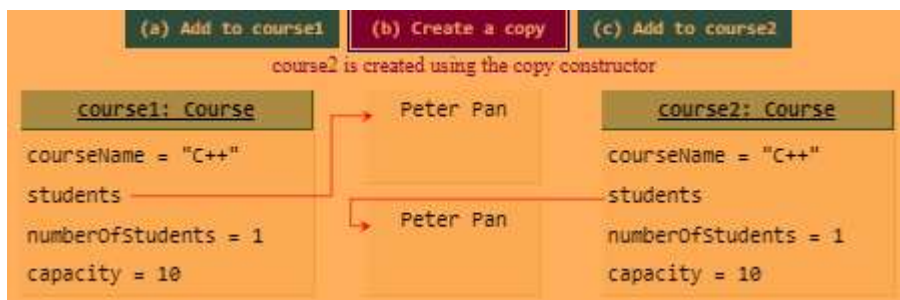 (a) Add to course1 (b) Create a copy (c) Add to course2
course2 is created using the copy constructor
course1: Course
courseName = "C++"
students
numberOfStudents = 1
capacity = 10
Peter Pan
Peter Pan
course2: Course
courseName = "C++"
students
numberOfStudents = 1
capacity = 10